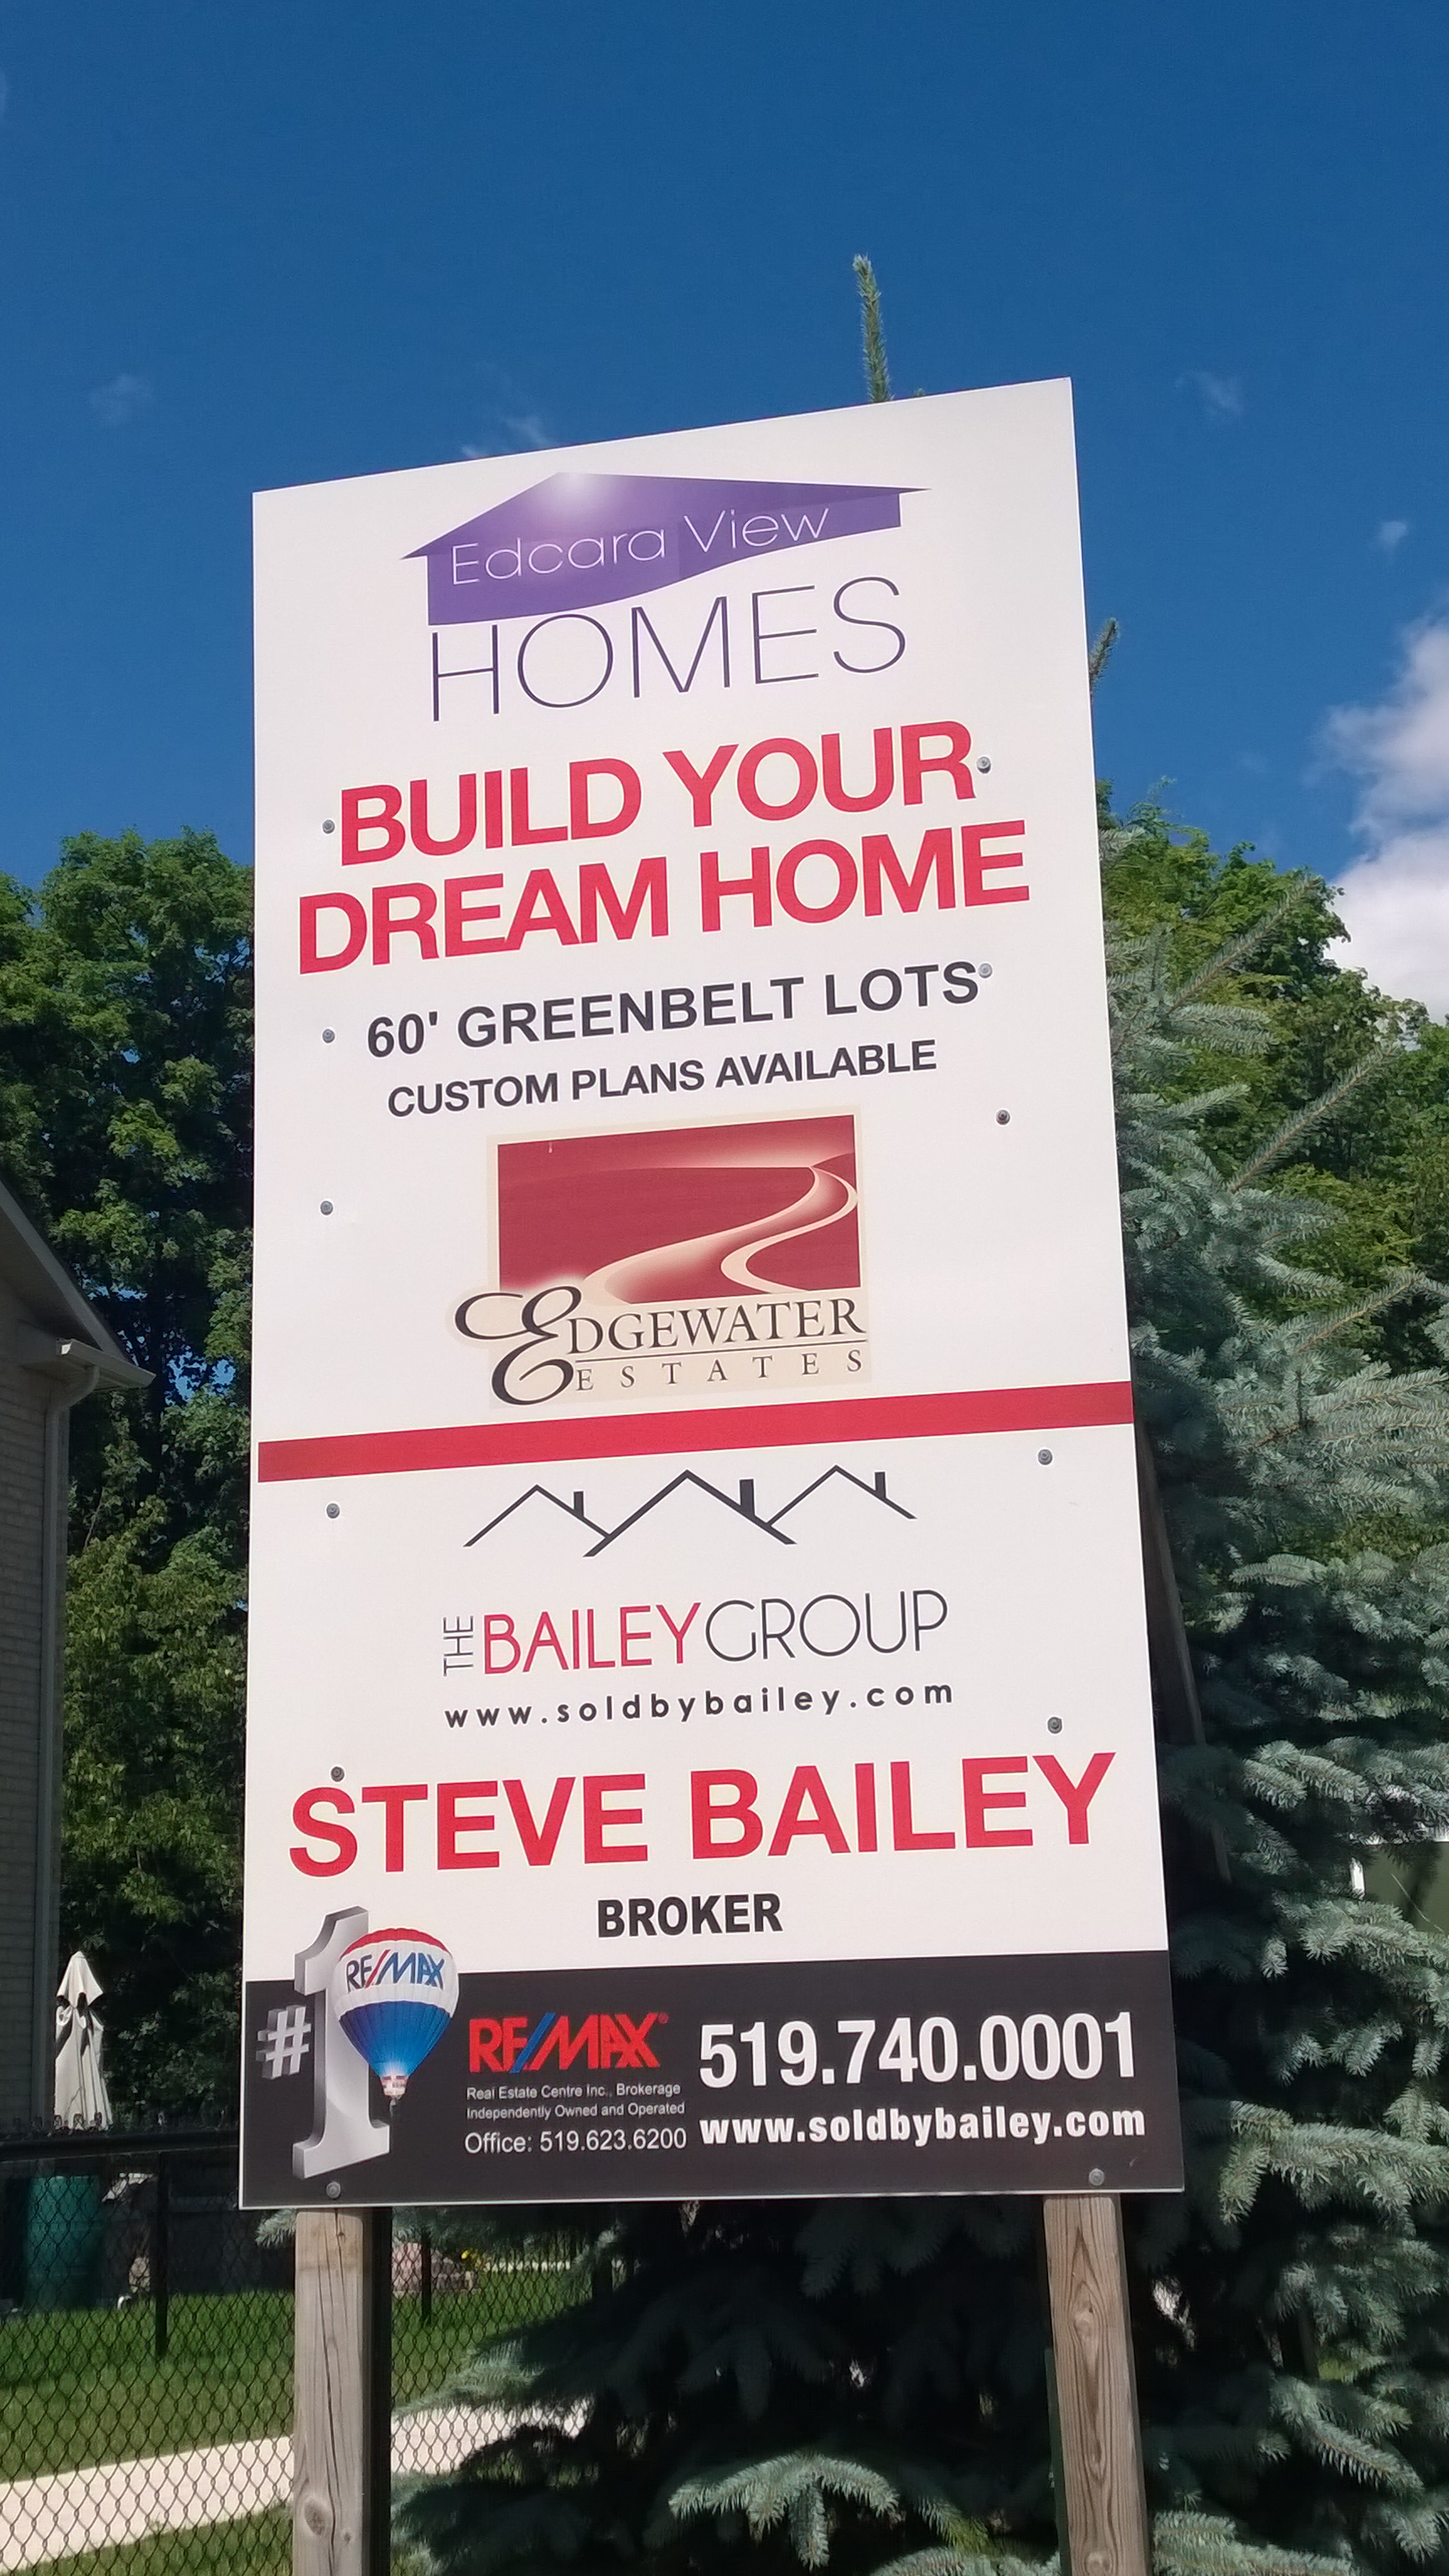 Edcara View
HOMES
BUILD YOUR
DREAM HOME
60' GREENBELT LOTS
CUSTOM PLANS AVAILABLE
EDGEWATER
ESTATES
THE BAILEYGROUP
www.soldbybailey.com
STEVE BAILEY
BROKER
#1
RE/MAX
RE/MAX®
Real Estate Centre Inc., Brokerage
Independently Owned and Operated
Office: 519.623.6200
519.740.0001
www.soldbybailey.com